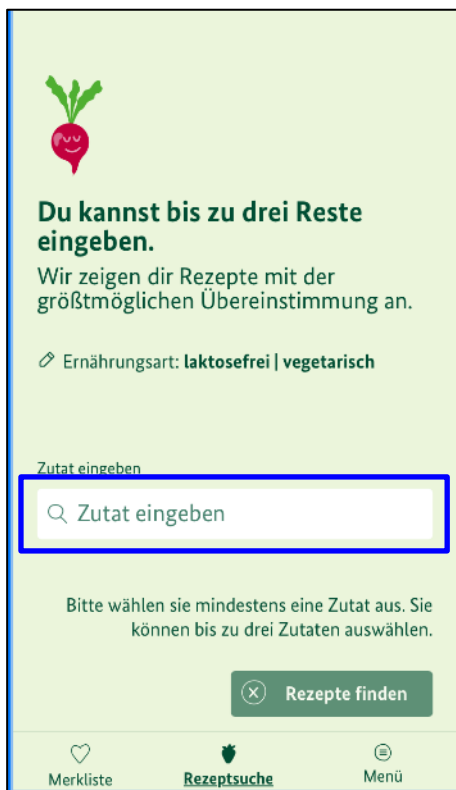 Du kannst bis zu drei Reste
eingeben.
Wir zeigen dir Rezepte mit der
größtmöglichen Übereinstimmung an.
Ernährungsart: laktosefrei | vegetarisch
Zutat eingeben
Zutat eingeben
Bitte wählen sie mindestens eine Zutat aus. Sie
können bis zu drei Zutaten auswählen.
Rezepte finden
Merkliste Rezeptsuche Menü